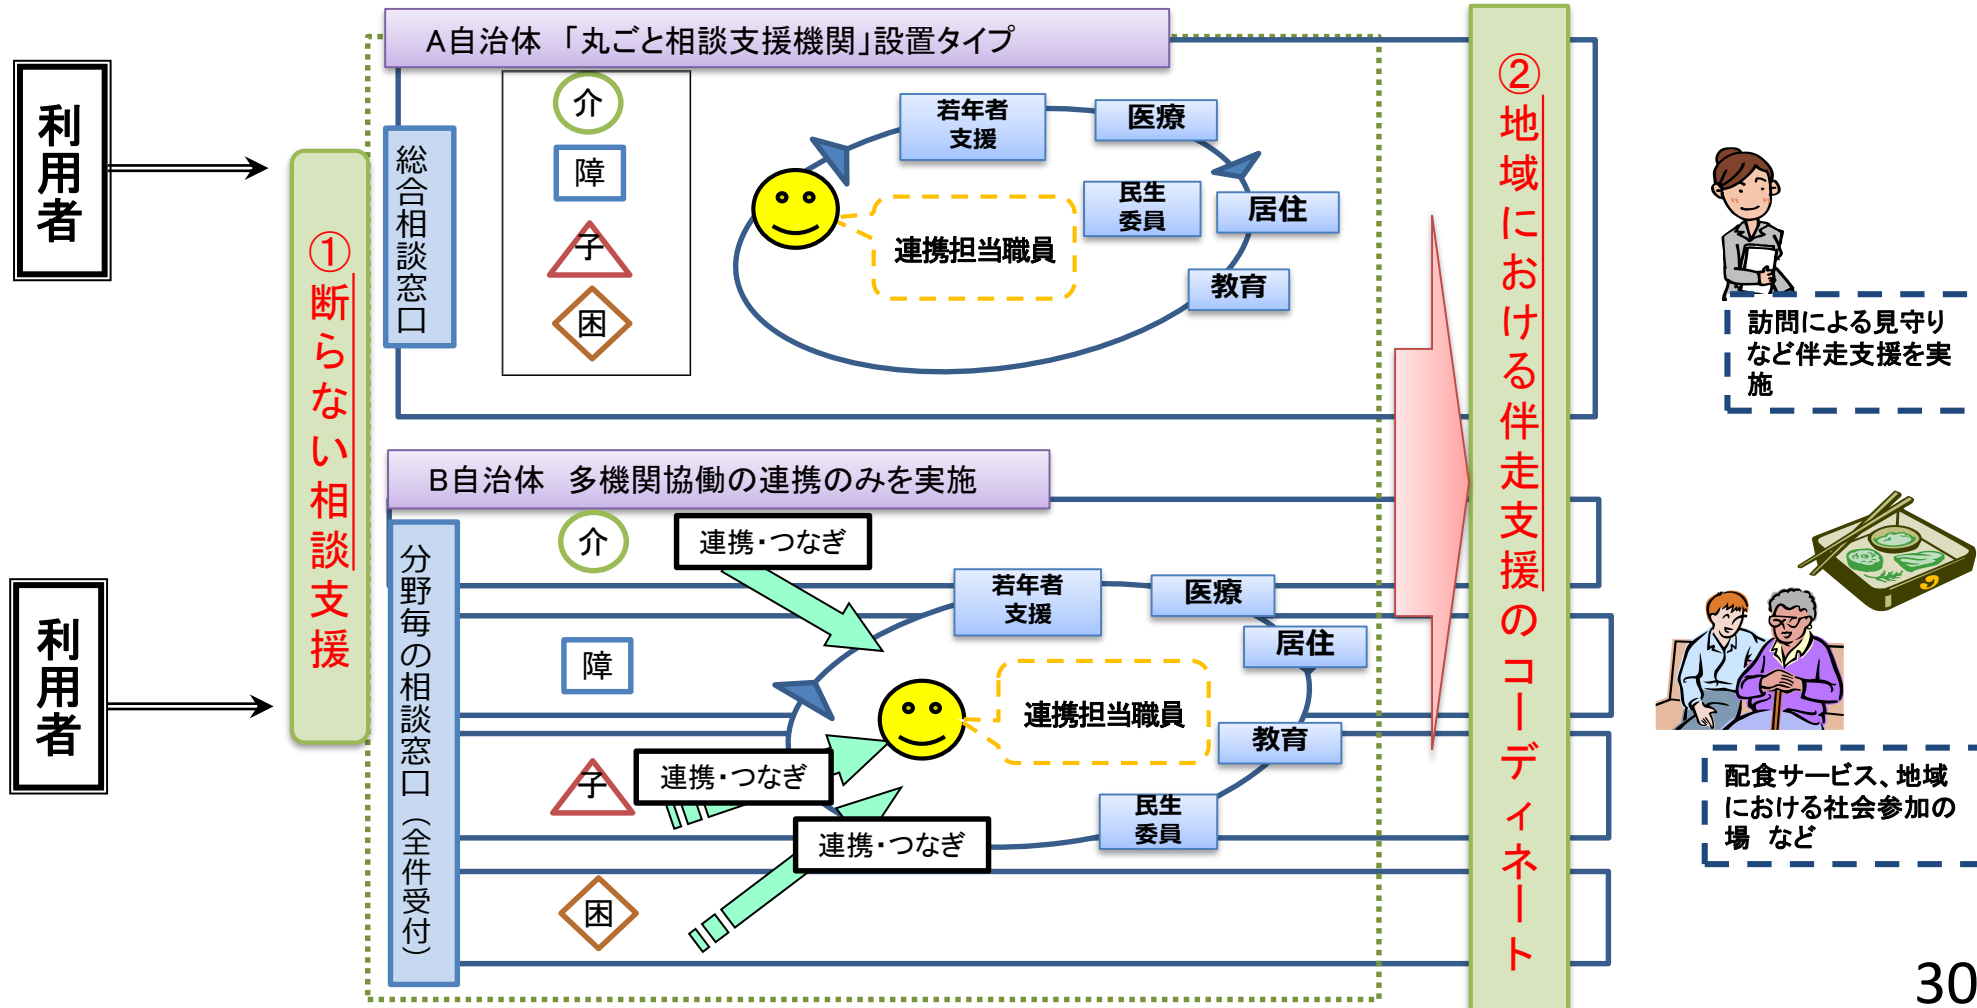 利用者
①断らない相談支援
A自治体 「丸ごと相談支援機関」設置タイプ
総合相談窓口
介
障
子
困
若年者
支援
医療
民生
委員
居住
教育
連携担当職員
利用者
B自治体 多機関協働の連携のみを実施
分野毎の相談窓口（全件受付）
介
障
子
困
連携・つなぎ
連携・つなぎ
連携・つなぎ
若年者
支援
医療
居住
教育
民生
委員
連携担当職員
②地域における伴走支援のコーディネート
訪問による見守り
など伴走支援を実
施
配食サービス、地域
における社会参加の
場 など
30